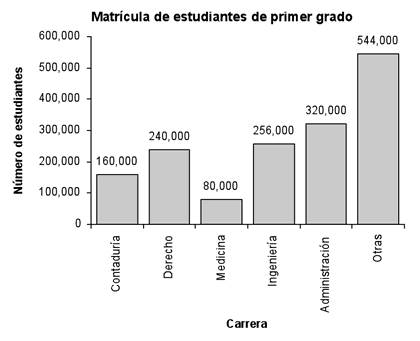 Matrícula de estudiantes de primer grado
Número de estudiantes
600,000
500,000
400,000
300,000
200,000
100,000
0
160,000
240,000
80,000
256,000
320,000
544,000
Contaduría
Derecho
Medicina
Ingeniería
Administración
Otras
Carrera